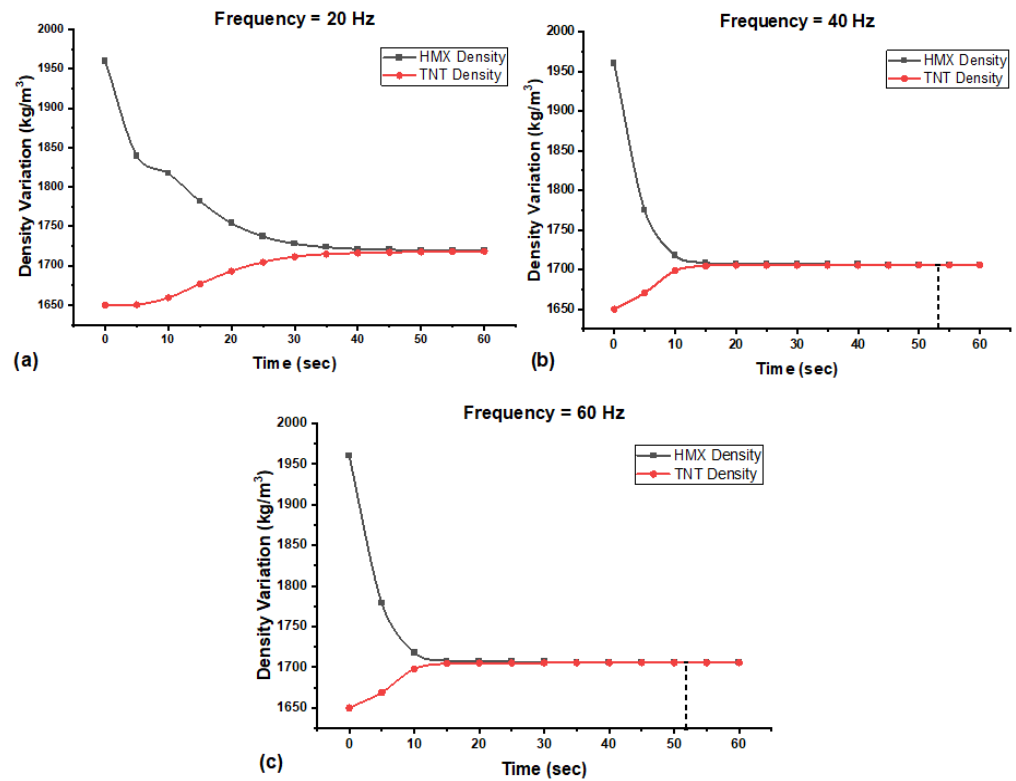 Frequency = 20 Hz
HMX Density
TNT Density
Density Variation (kg/m³)
2000
1950
1900
1850
1800
1750
1700
1650
0 10 20 30 40 50 60
Time (sec)
(a)
Frequency = 40 Hz
HMX Density
TNT Density
Density Variation (kg/m³)
2000
1950
1900
1850
1800
1750
1700
1650
0 10 20 30 40 50 60
Time (sec)
(b)
Frequency = 60 Hz
HMX Density
TNT Density
Density Variation (kg/m³)
2000
1950
1900
1850
1800
1750
1700
1650
0 10 20 30 40 50 60
Time (sec)
(c)